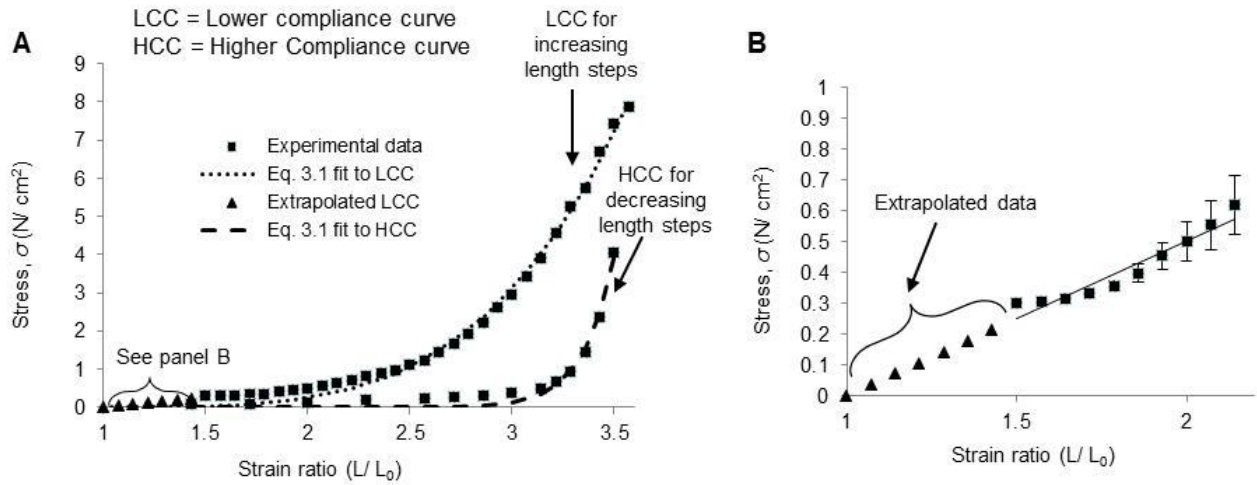 LCC = Lower compliance curve
HCC = Higher Compliance curve
A
LCC for
increasing
length steps
9
8
7
6
5
4
3
2
1
0
Stress, σ (N/ cm²)
Experimental data
Eq. 3.1 fit to LCC
Extrapolated LCC
Eq. 3.1 fit to HCC
HCC for
decreasing
length steps
See panel B
1 1.5 2 2.5 3 3.5
Strain ratio (L/ L₀)
B
1
0.9
0.8
0.7
0.6
0.5
0.4
0.3
0.2
0.1
0
Stress, σ (N/ cm²)
Extrapolated data
1 1.5 2
Strain ratio (L/ L₀)